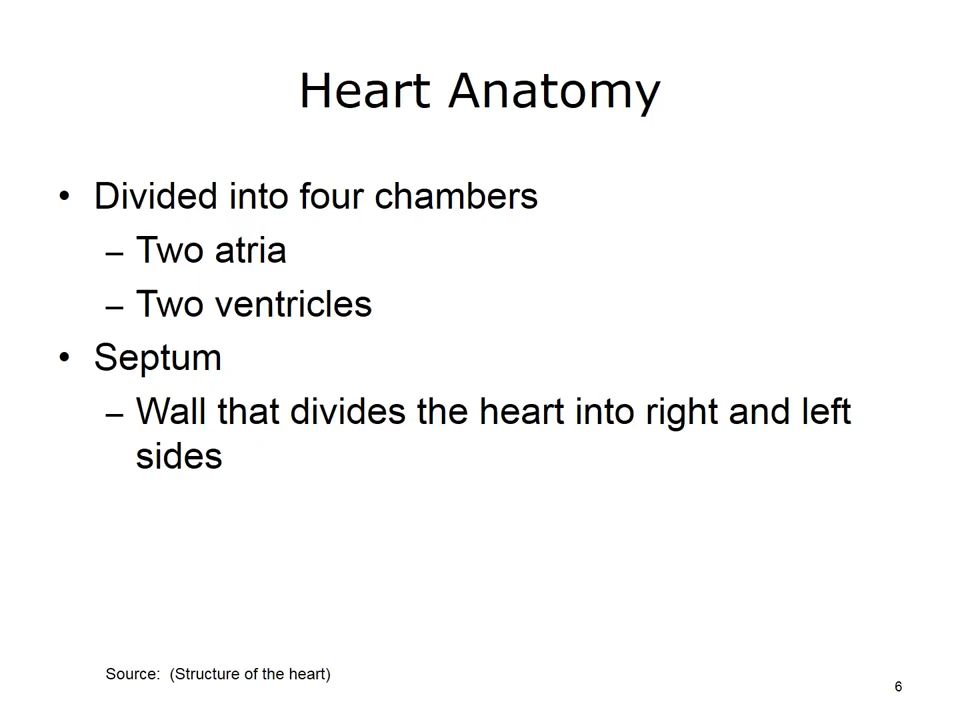 Heart Anatomy
• Divided into four chambers
– Two atria
– Two ventricles
• Septum
– Wall that divides the heart into right and left
sides
Source:  (Structure of the heart)
6